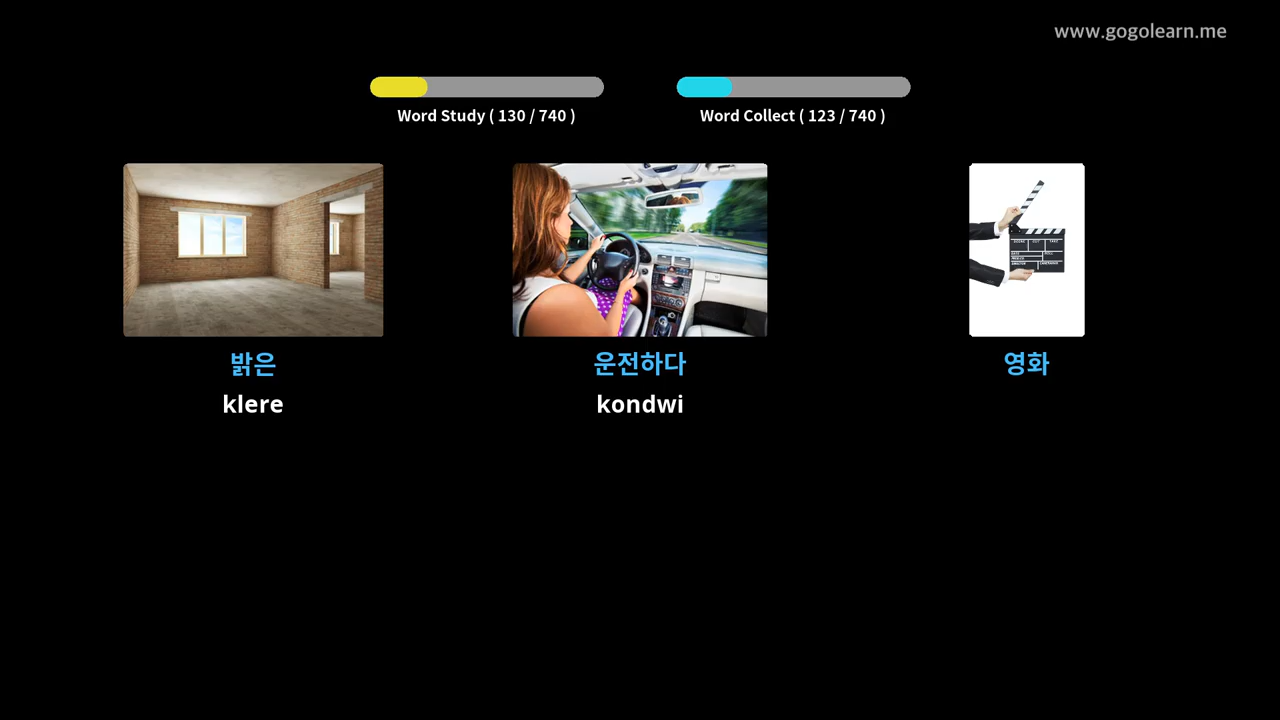 www.gogolearn.me
Word Study ( 130 / 740 )
Word Collect ( 123 / 740 )
밝은
klere
운전하다
kondwi
영화